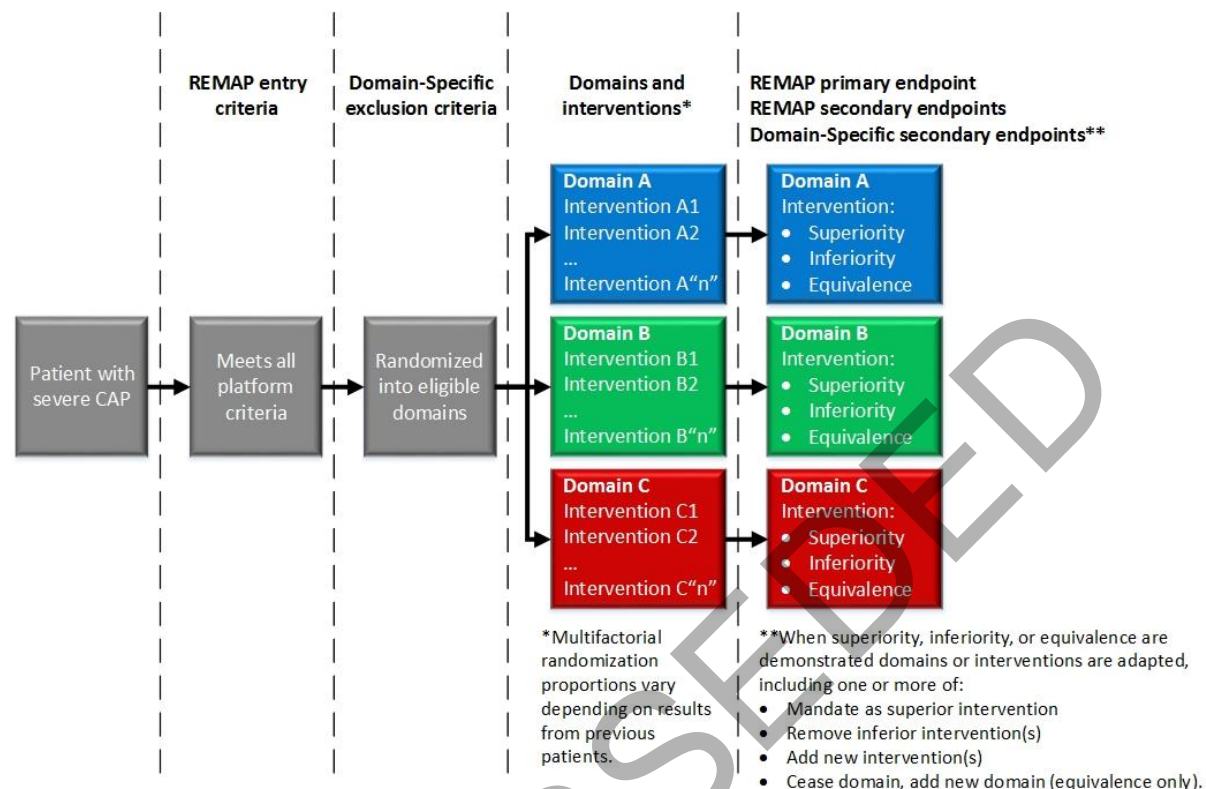 REMAP entry
criteria
Domain-Specific
exclusion criteria
Domains and
interventions*
REMAP primary endpoint
REMAP secondary endpoints
Domain-Specific secondary endpoints**
Patient with
severe CAP
Meets all
platform
criteria
Randomized
into eligible
domains
Domain A
Intervention A1
Intervention A2
...
Intervention A“n”
Domain A
Intervention:
• Superiority
• Inferiority
• Equivalence
Domain B
Intervention B1
Intervention B2
...
Intervention B“n”
Domain B
Intervention:
• Superiority
• Inferiority
• Equivalence
Domain C
Intervention C1
Intervention C2
...
Intervention C“n”
Domain C
Intervention:
• Superiority
• Inferiority
• Equivalence
*Multifactorial
randomization
proportions vary
depending on results
from previous
patients.
**When superiority, inferiority, or equivalence are
demonstrated domains or interventions are adapted,
including one or more of:
• Mandate as superior intervention
• Remove inferior intervention(s)
• Add new intervention(s)
• Cease domain, add new domain (equivalence only).
SEDED